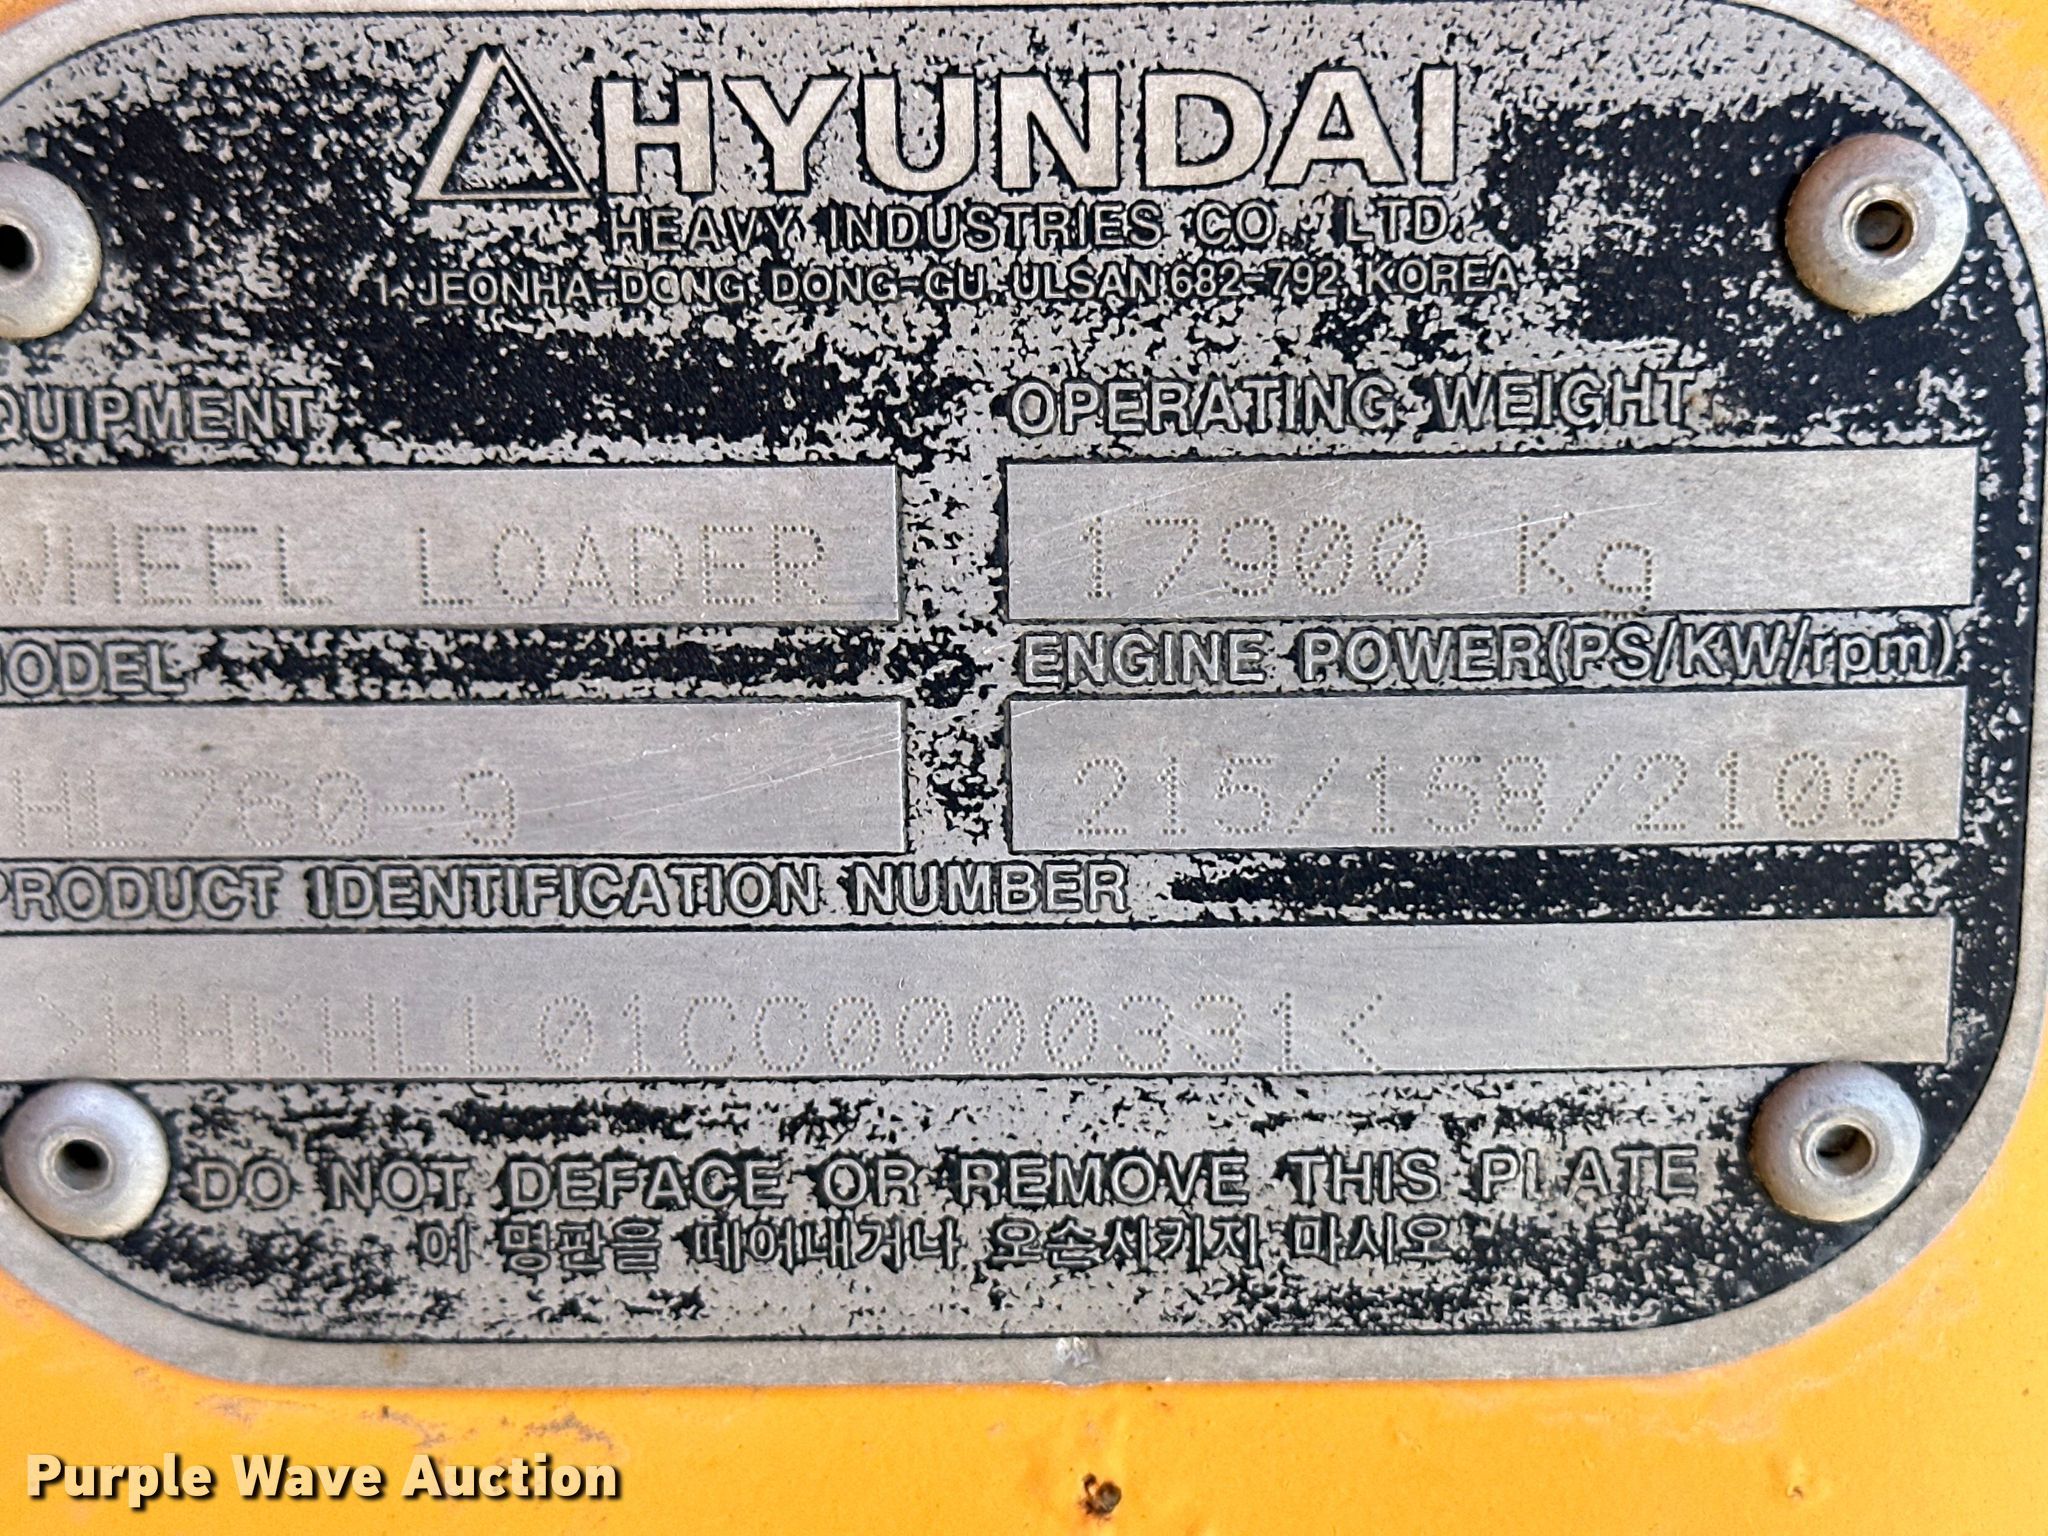 HYUNDAI
HEAVY INDUSTRIES CO., LTD.
1, JEONHA-DONG, DONG-GU, ULSAN 682-792, KOREA
QUIPMENT OPERATING WEIGHT
WHEEL LOADER 17900 Kg
MODEL ENGINE POWER(PS/KW/rpm)
HL760-9 215/158/2100
PRODUCT IDENTIFICATION NUMBER
>HHKHLL01CC0000331K
DO NOT DEFACE OR REMOVE THIS PLATE
이 명판을 떼어내거나 오손시키지 마시오
Purple Wave Auction